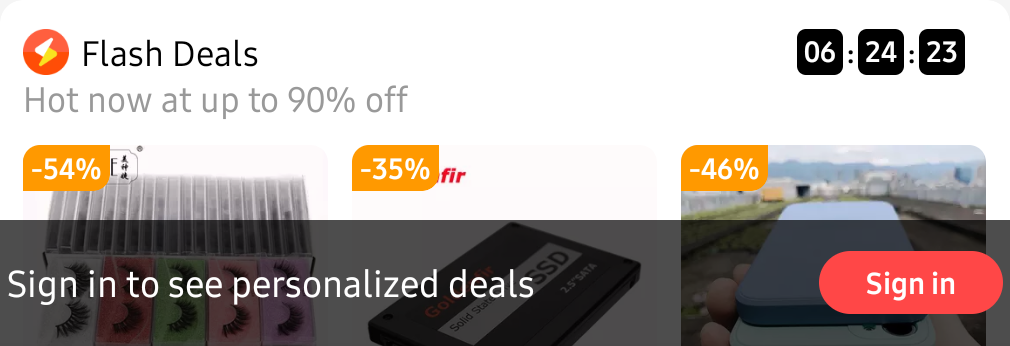 Flash Deals
06 : 24 : 23
Hot now at up to 90% off
-54%
-35%
-46%
Sign in to see personalized deals
Sign in
SSD
2.5"SATA
Solid